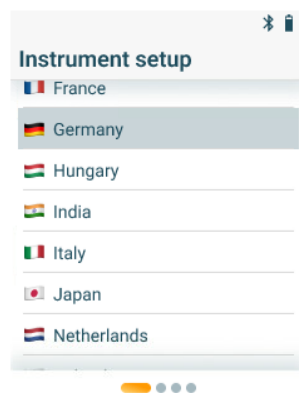 Instrument setup
France
Germany
Hungary
India
Italy
Japan
Netherlands